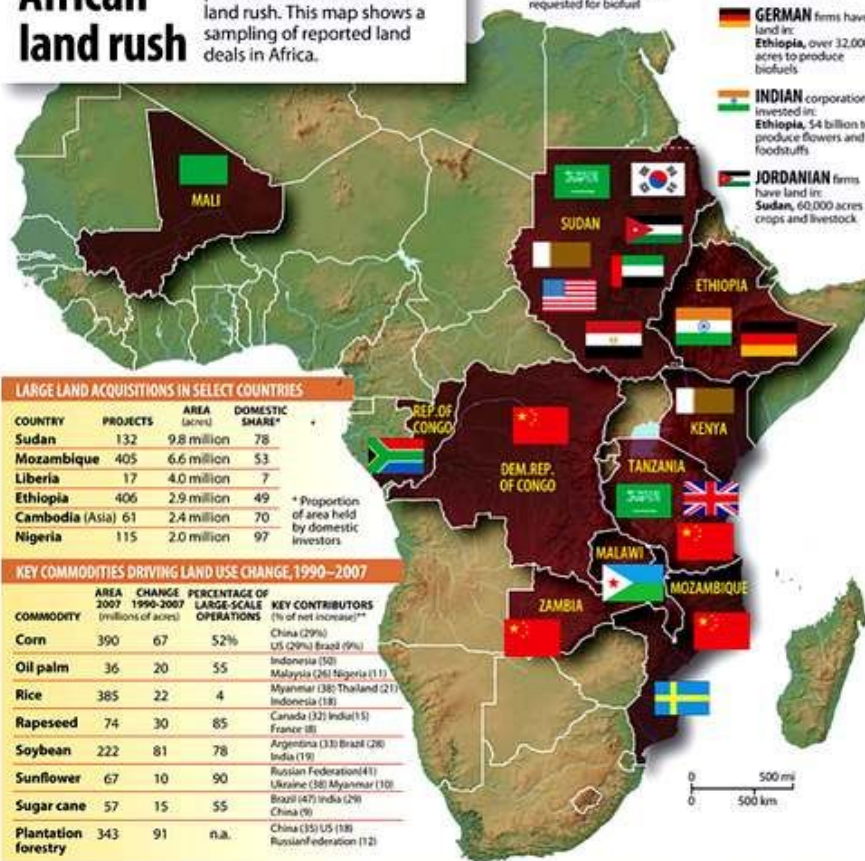 African
land rush
land rush. This map shows a
sampling of reported land
deals in Africa.
requested for biofuel
GERMAN firms have
land in:
Ethiopia, over 32,000
acres to produce
biofuels
INDIAN corporation
invested in:
Ethiopia, $4 billion t
produce flowers and
foodstuffs
JORDANIAN firms
have land in:
Sudan, 60,000 acres
crops and livestock
MALI
SUDAN
ETHIOPIA
REP. OF
CONGO
DEM. REP.
OF CONGO
KENYA
TANZANIA
MALAWI
ZAMBIA
MOZAMBIQUE
0 500 mi
0 500 km
LARGE LAND ACQUISITIONS IN SELECT COUNTRIES
COUNTRY PROJECTS AREA (acres) DOMESTIC SHARE*
Sudan 132 9.8 million 78
Mozambique 405 6.6 million 53
Liberia 17 4.0 million 7
Ethiopia 406 2.9 million 49
Cambodia (Asia) 61 2.4 million 70
Nigeria 115 2.0 million 97
* Proportion
of area held
by domestic
investors
KEY COMMODITIES DRIVING LAND USE CHANGE, 1990–2007
COMMODITY AREA 2007 CHANGE 1990-2007 (millions of acres) PERCENTAGE OF LARGE-SCALE OPERATIONS KEY CONTRIBUTORS (% of net increase)**
Corn 390 67 52% China (29%)
US (29%) Brazil (9%)
Oil palm 36 20 55 Indonesia (50)
Malaysia (26) Nigeria (11)
Rice 385 22 4 Myanmar (38) Thailand (21)
Indonesia (18)
Rapeseed 74 30 85 Canada (32) India(15)
France (8)
Soybean 222 81 78 Argentina (33) Brazil (28)
India (19)
Sunflower 67 10 90 Russian Federation(41)
Ukraine (38) Myanmar (10)
Sugar cane 57 15 55 Brazil (47) India (29)
China (9)
Plantation
forestry 343 91 n.a. China (35) US (18)
RussianFederation (12)